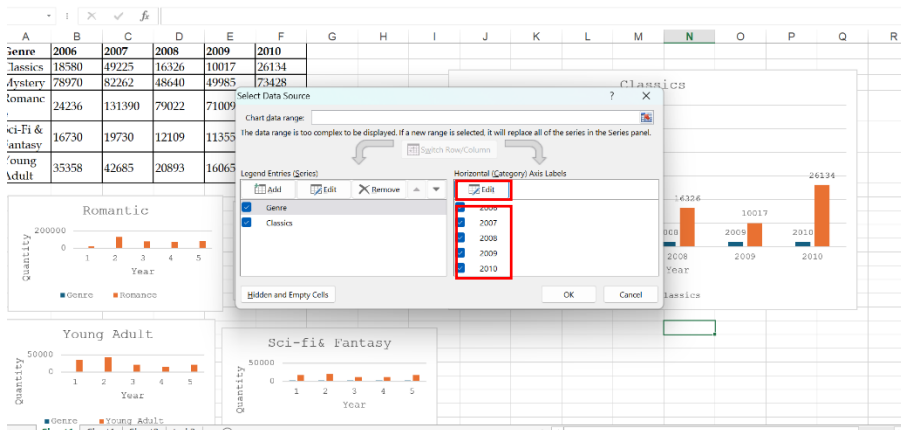 fx
A B C D E F G H I J K L M N O P Q R
Genre 2006 2007 2008 2009 2010
Classics 18580 49225 16326 10017 26134
Mystery 78970 82262 48640 49985 73428
Romanc
24236 131390 79022 71009
Sci-Fi &
Fantasy 16730 19730 12109 11355
Young
Adult 35358 42685 20893 16065
Select Data Source ? X
Chart data range:
The data range is too complex to be displayed. If a new range is selected, it will replace all of the series in the Series panel.
Switch Row/Column
Legend Entries (Series)
Add Edit Remove
Genre
Classics
Horizontal (Category) Axis Labels
Edit
2006
2007
2008
2009
2010
Hidden and Empty Cells
OK Cancel
Classics
26134
16326
10017
2009 2010
2008 2009 2010
Year
Classics
Romantic
Quantity
200000
0
1 2 3 4 5
Year
Genre Romance
Young Adult
Quantity
50000
0
1 2 3 4 5
Year
Genre Young Adult
Sci-fi& Fantasy
Quantity
50000
0
1 2 3 4 5
Year